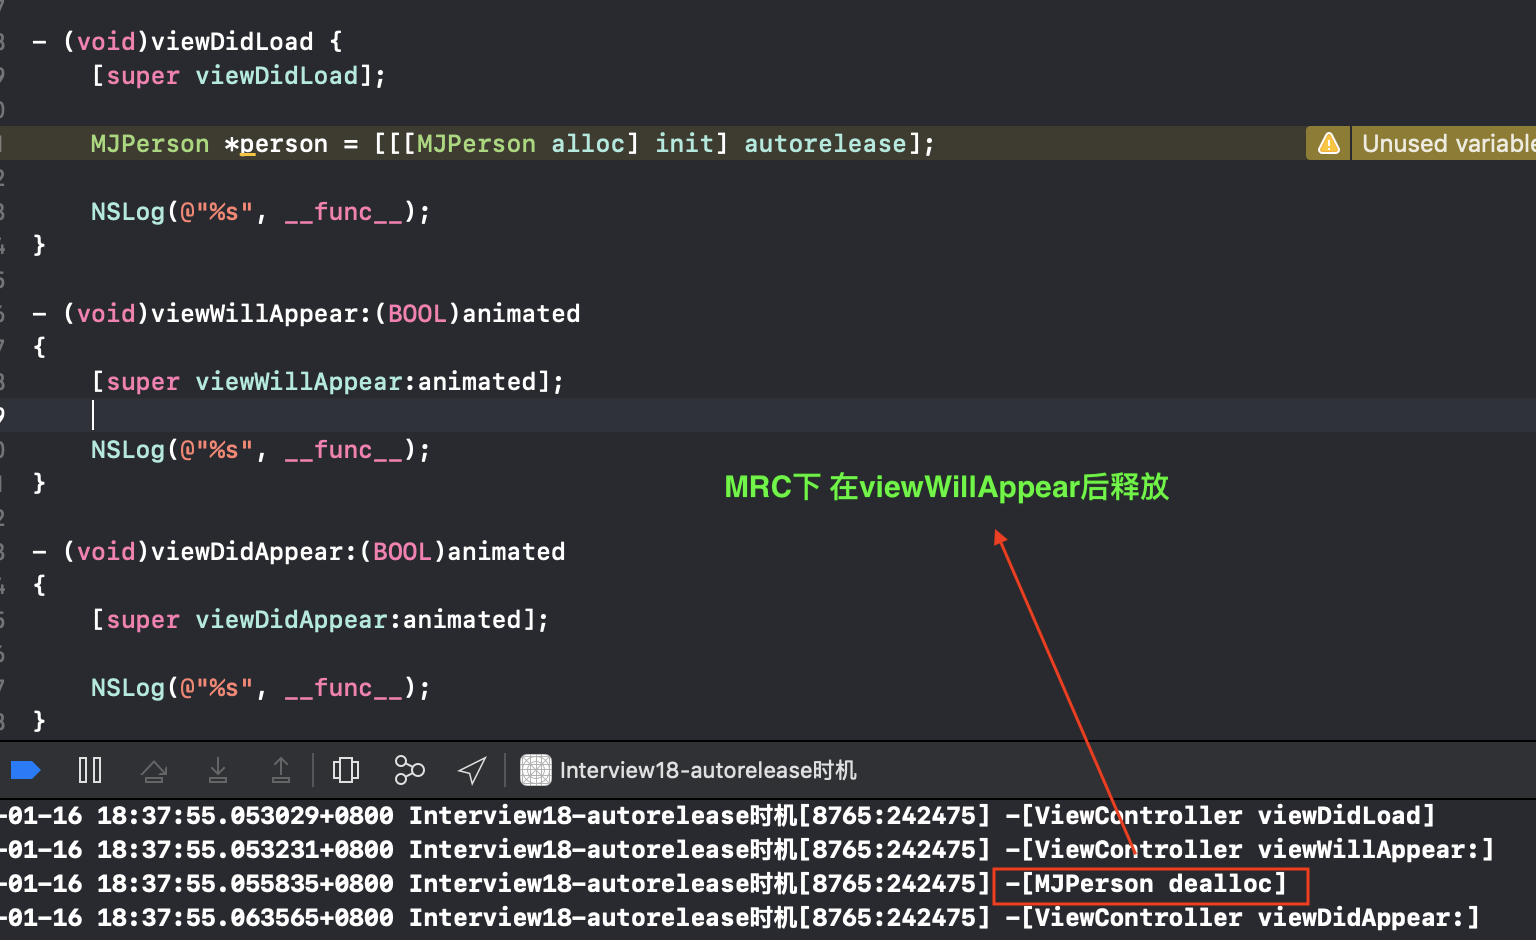 - (void)viewDidLoad {
[super viewDidLoad];
MJPerson *person = [[[MJPerson alloc] init] autorelease];
Unused variable
NSLog(@"%s", __func__);
}
- (void)viewWillAppear:(BOOL)animated
{
[super viewWillAppear:animated];
NSLog(@"%s", __func__);
}
MRC下 在viewWillAppear后释放
- (void)viewDidAppear:(BOOL)animated
{
[super viewDidAppear:animated];
NSLog(@"%s", __func__);
}
Interview18-autorelease时机
-01-16 18:37:55.053029+0800 Interview18-autorelease时机[8765:242475] -[ViewController viewDidLoad]
-01-16 18:37:55.053231+0800 Interview18-autorelease时机[8765:242475] -[ViewController viewWillAppear:]
-01-16 18:37:55.055835+0800 Interview18-autorelease时机[8765:242475] -[MJPerson dealloc]
-01-16 18:37:55.063565+0800 Interview18-autorelease时机[8765:242475] -[ViewController viewDidAppear:]